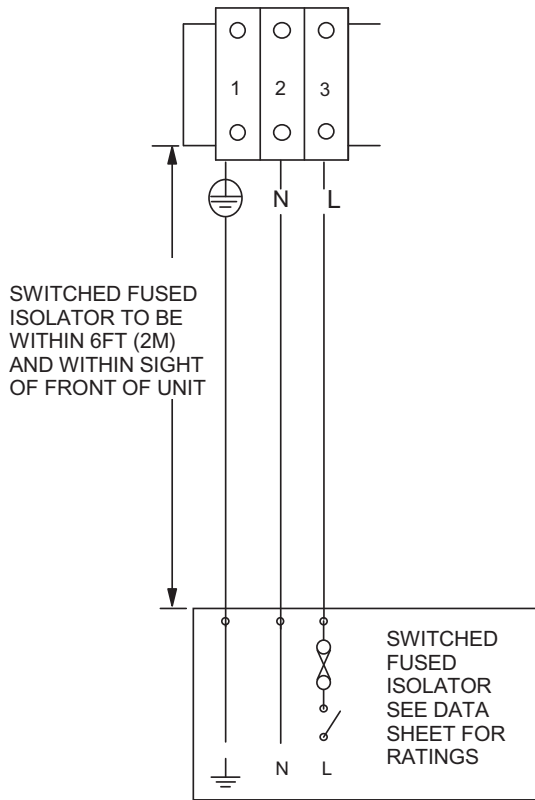 1 2 3
N L
SWITCHED FUSED
ISOLATOR TO BE
WITHIN 6FT (2M)
AND WITHIN SIGHT
OF FRONT OF UNIT
SWITCHED
FUSED
ISOLATOR
SEE DATA
SHEET FOR
RATINGS
N L